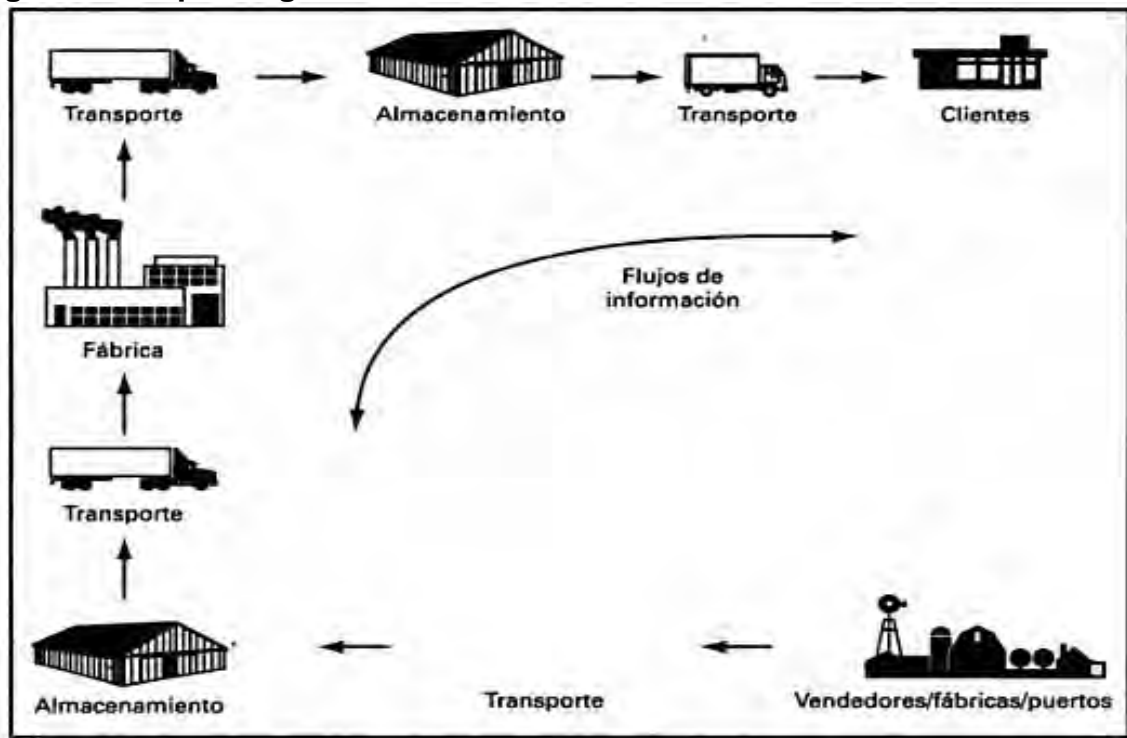 Transporte
Almacenamiento
Transporte
Clientes
Flujos de
información
Fábrica
Transporte
Almacenamiento
Transporte
Vendedores/fábricas/puertos